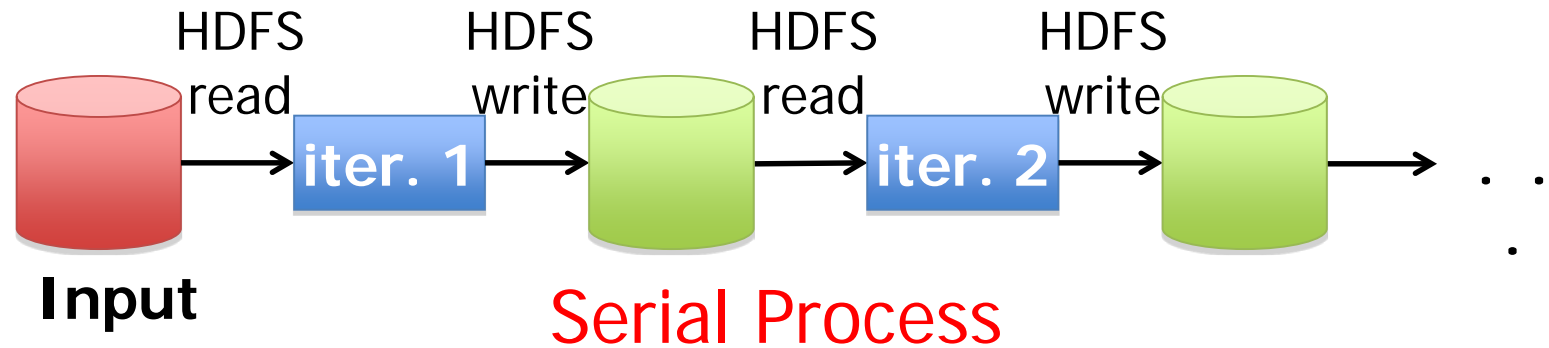 HDFS read
HDFS write
HDFS read
HDFS write
iter. 1
iter. 2
. .
.
Input
Serial Process